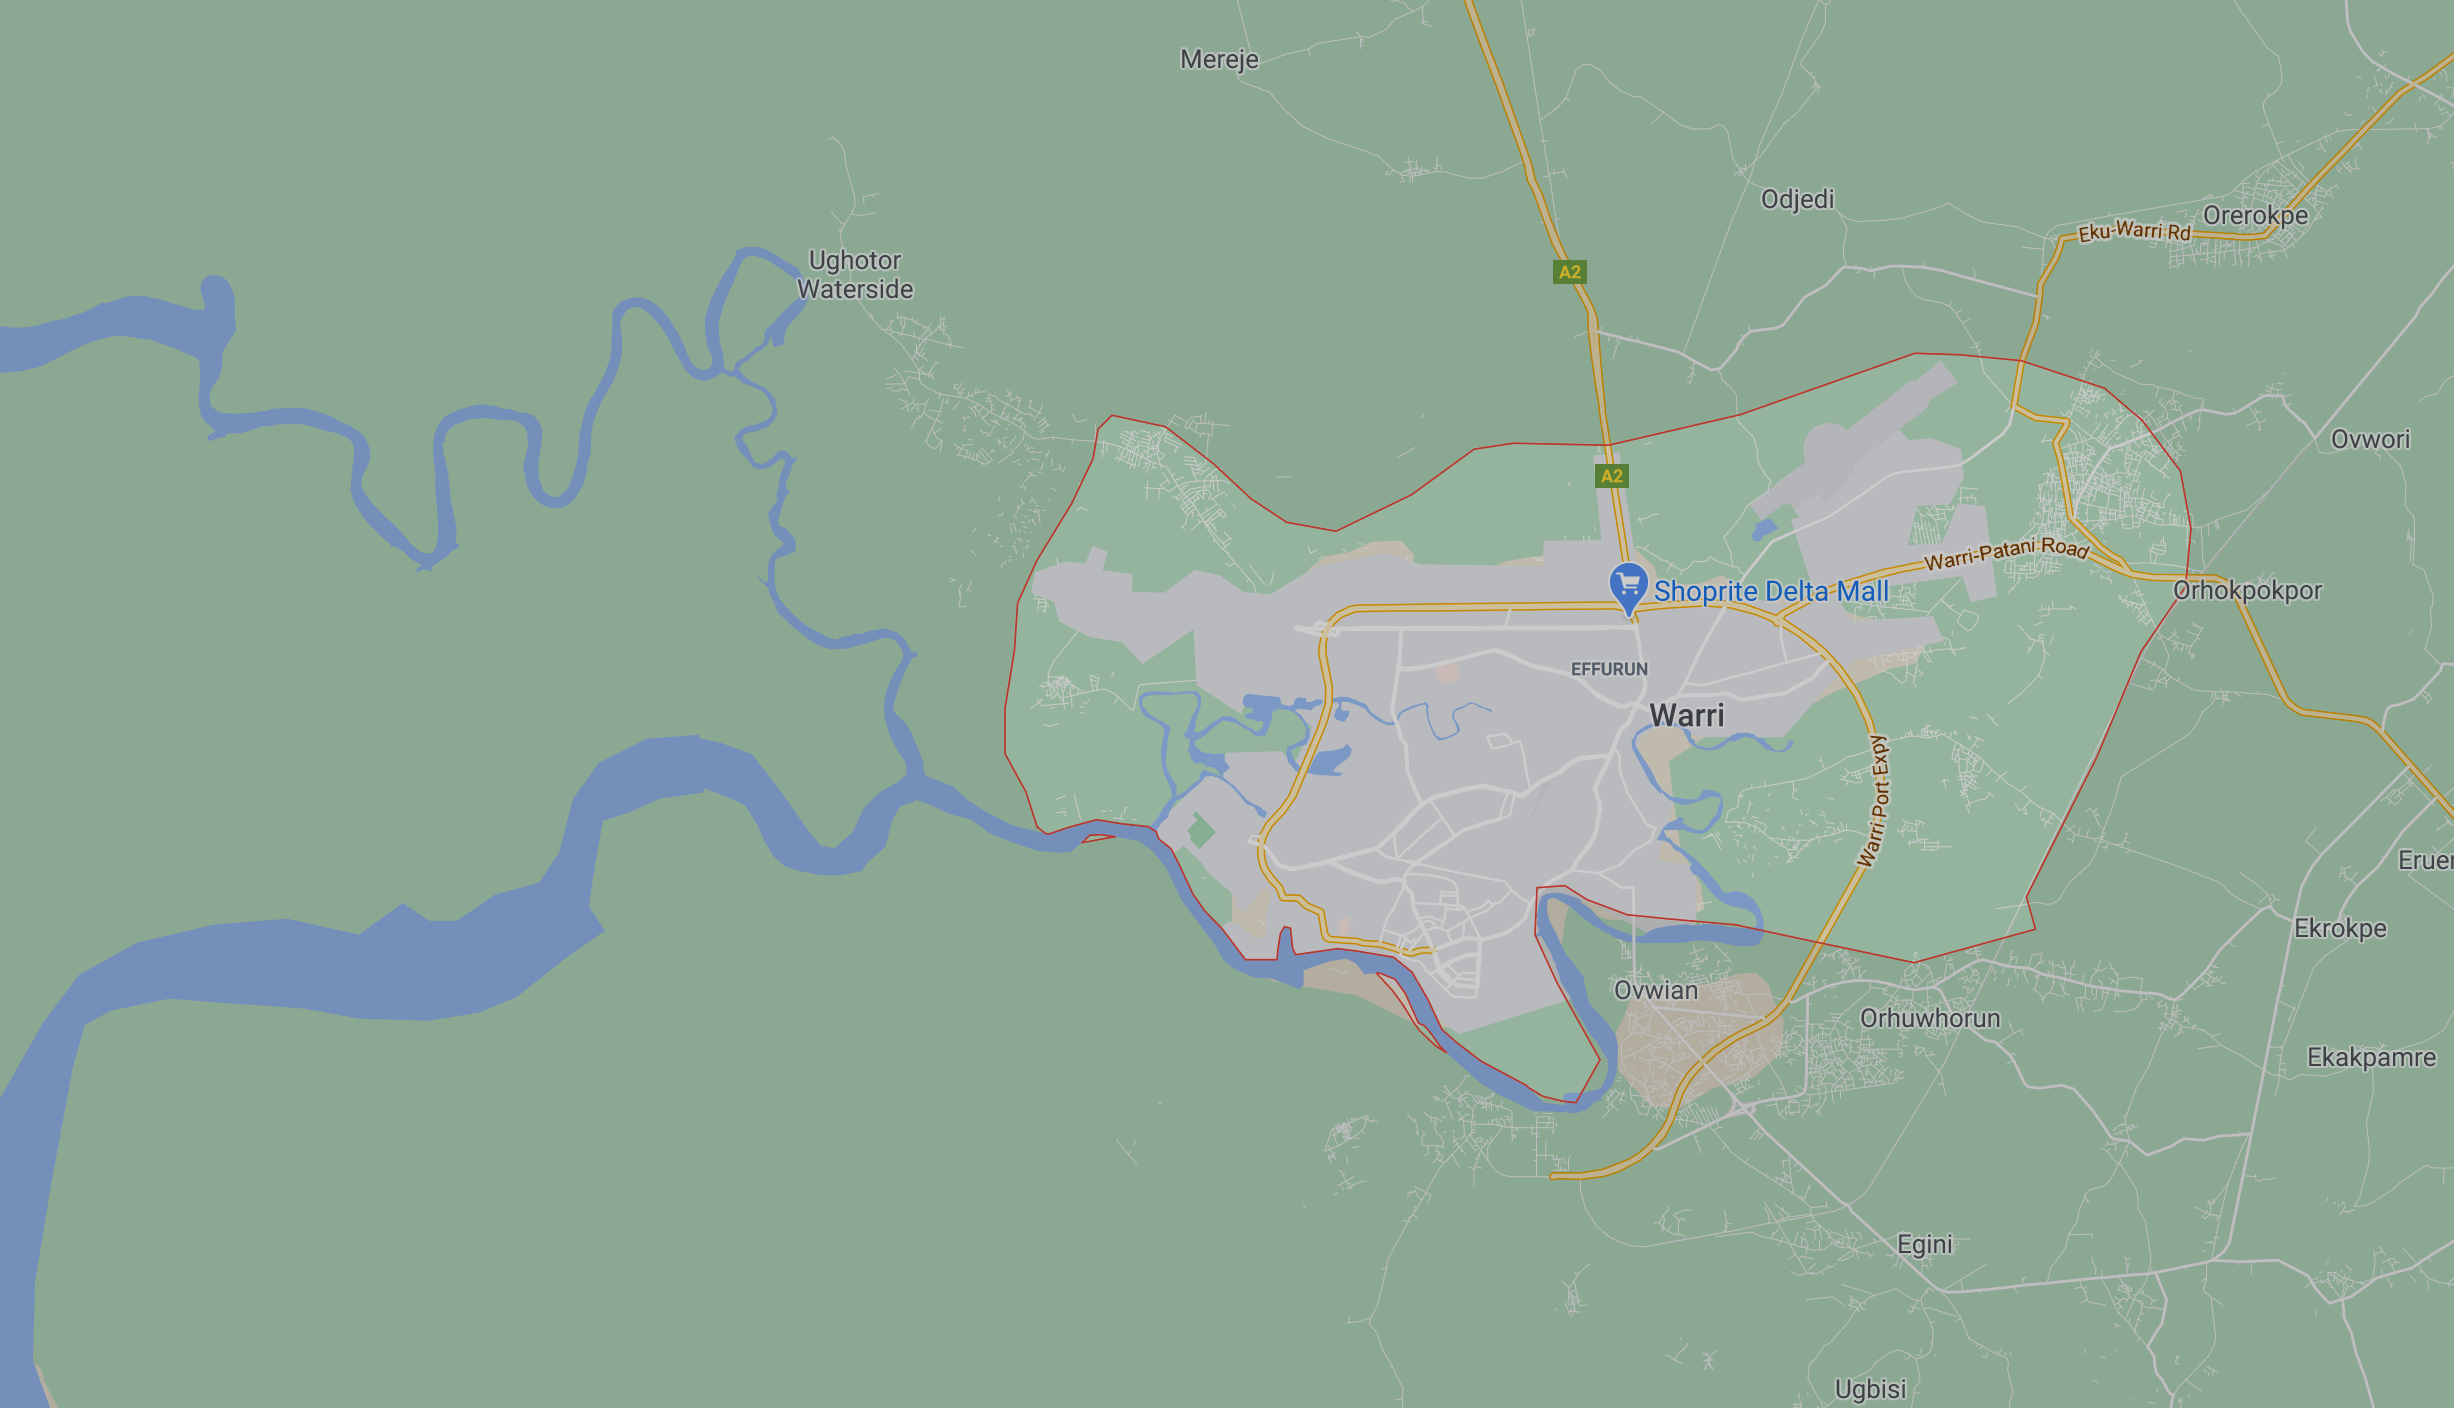 Mereje
Odjedi
Orerokpe
Eku-Warri Rd
Ughotor
Waterside
A2
Ovwori
A2
Warri-Patani Road
Shoprite Delta Mall
Orhokpokpor
EFFURUN
Warri
Warri-Port Expy
Eruer
Ekrokpe
Ovwian
Orhuwhorun
Ekakpamre
Egini
Ugbisi